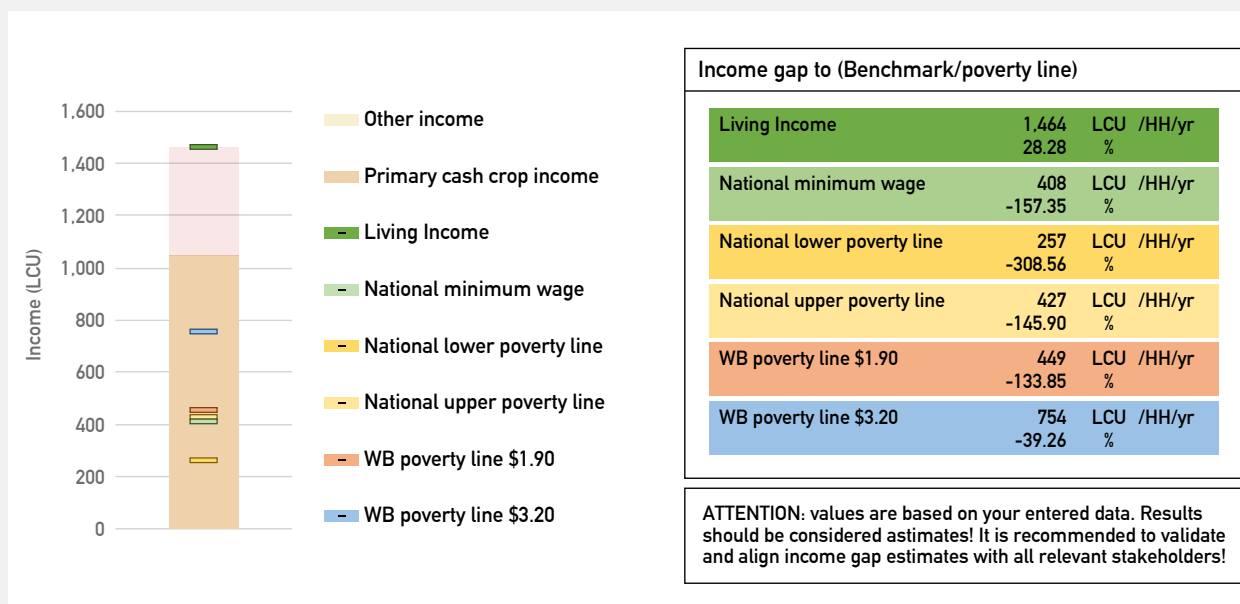 Income (LCU)
1,600
1,400
1,200
1,000
800
600
400
200
0
Other income
Primary cash crop income
Living Income
National minimum wage
National lower poverty line
National upper poverty line
WB poverty line $1.90
WB poverty line $3.20
Income gap to (Benchmark/poverty line)
Living Income 1,464 LCU /HH/yr
28.28 %
National minimum wage 408 LCU /HH/yr
-157.35 %
National lower poverty line 257 LCU /HH/yr
-308.56 %
National upper poverty line 427 LCU /HH/yr
-145.90 %
WB poverty line $1.90 449 LCU /HH/yr
-133.85 %
WB poverty line $3.20 754 LCU /HH/yr
-39.26 %
ATTENTION: values are based on your entered data. Results
should be considered astimates! It is recommended to validate
and align income gap estimates with all relevant stakeholders!